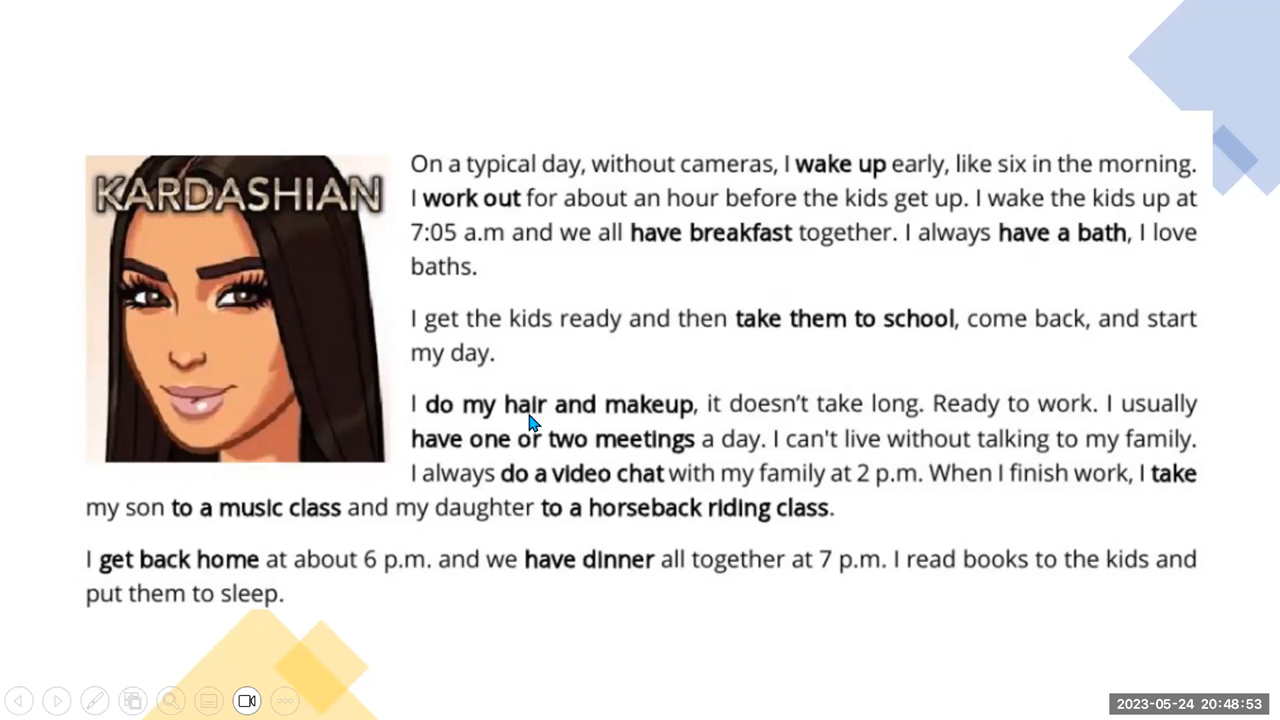 KARDASHIAN
On a typical day, without cameras, I wake up early, like six in the morning.
I work out for about an hour before the kids get up. I wake the kids up at
7:05 a.m and we all have breakfast together. I always have a bath, I love
baths.
I get the kids ready and then take them to school, come back, and start
my day.
I do my hair and makeup, it doesn’t take long. Ready to work. I usually
have one or two meetings a day. I can't live without talking to my family.
I always do a video chat with my family at 2 p.m. When I finish work, I take
my son to a music class and my daughter to a horseback riding class.
I get back home at about 6 p.m. and we have dinner all together at 7 p.m. I read books to the kids and
put them to sleep.
2023-05-24 20:48:53